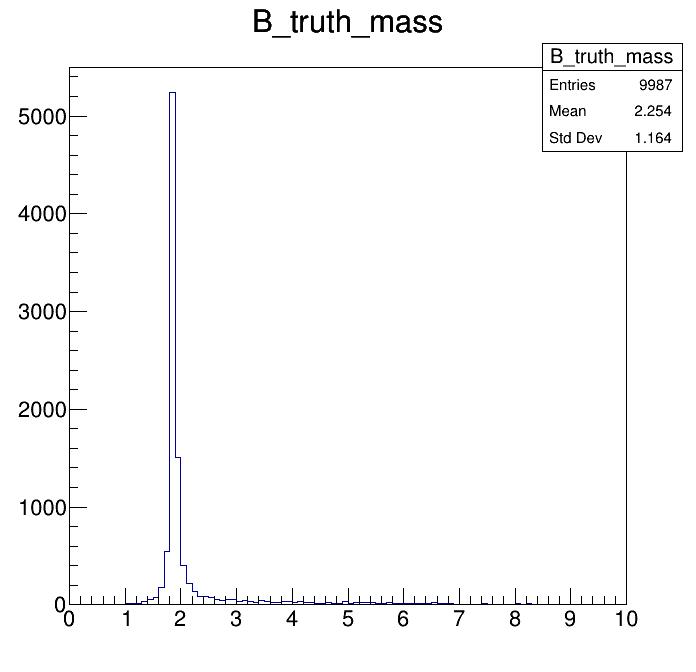 B_truth_mass
B_truth_mass
Entries 9987
Mean 2.254
Std Dev 1.164
5000
4000
3000
2000
1000
0
0 1 2 3 4 5 6 7 8 9 10